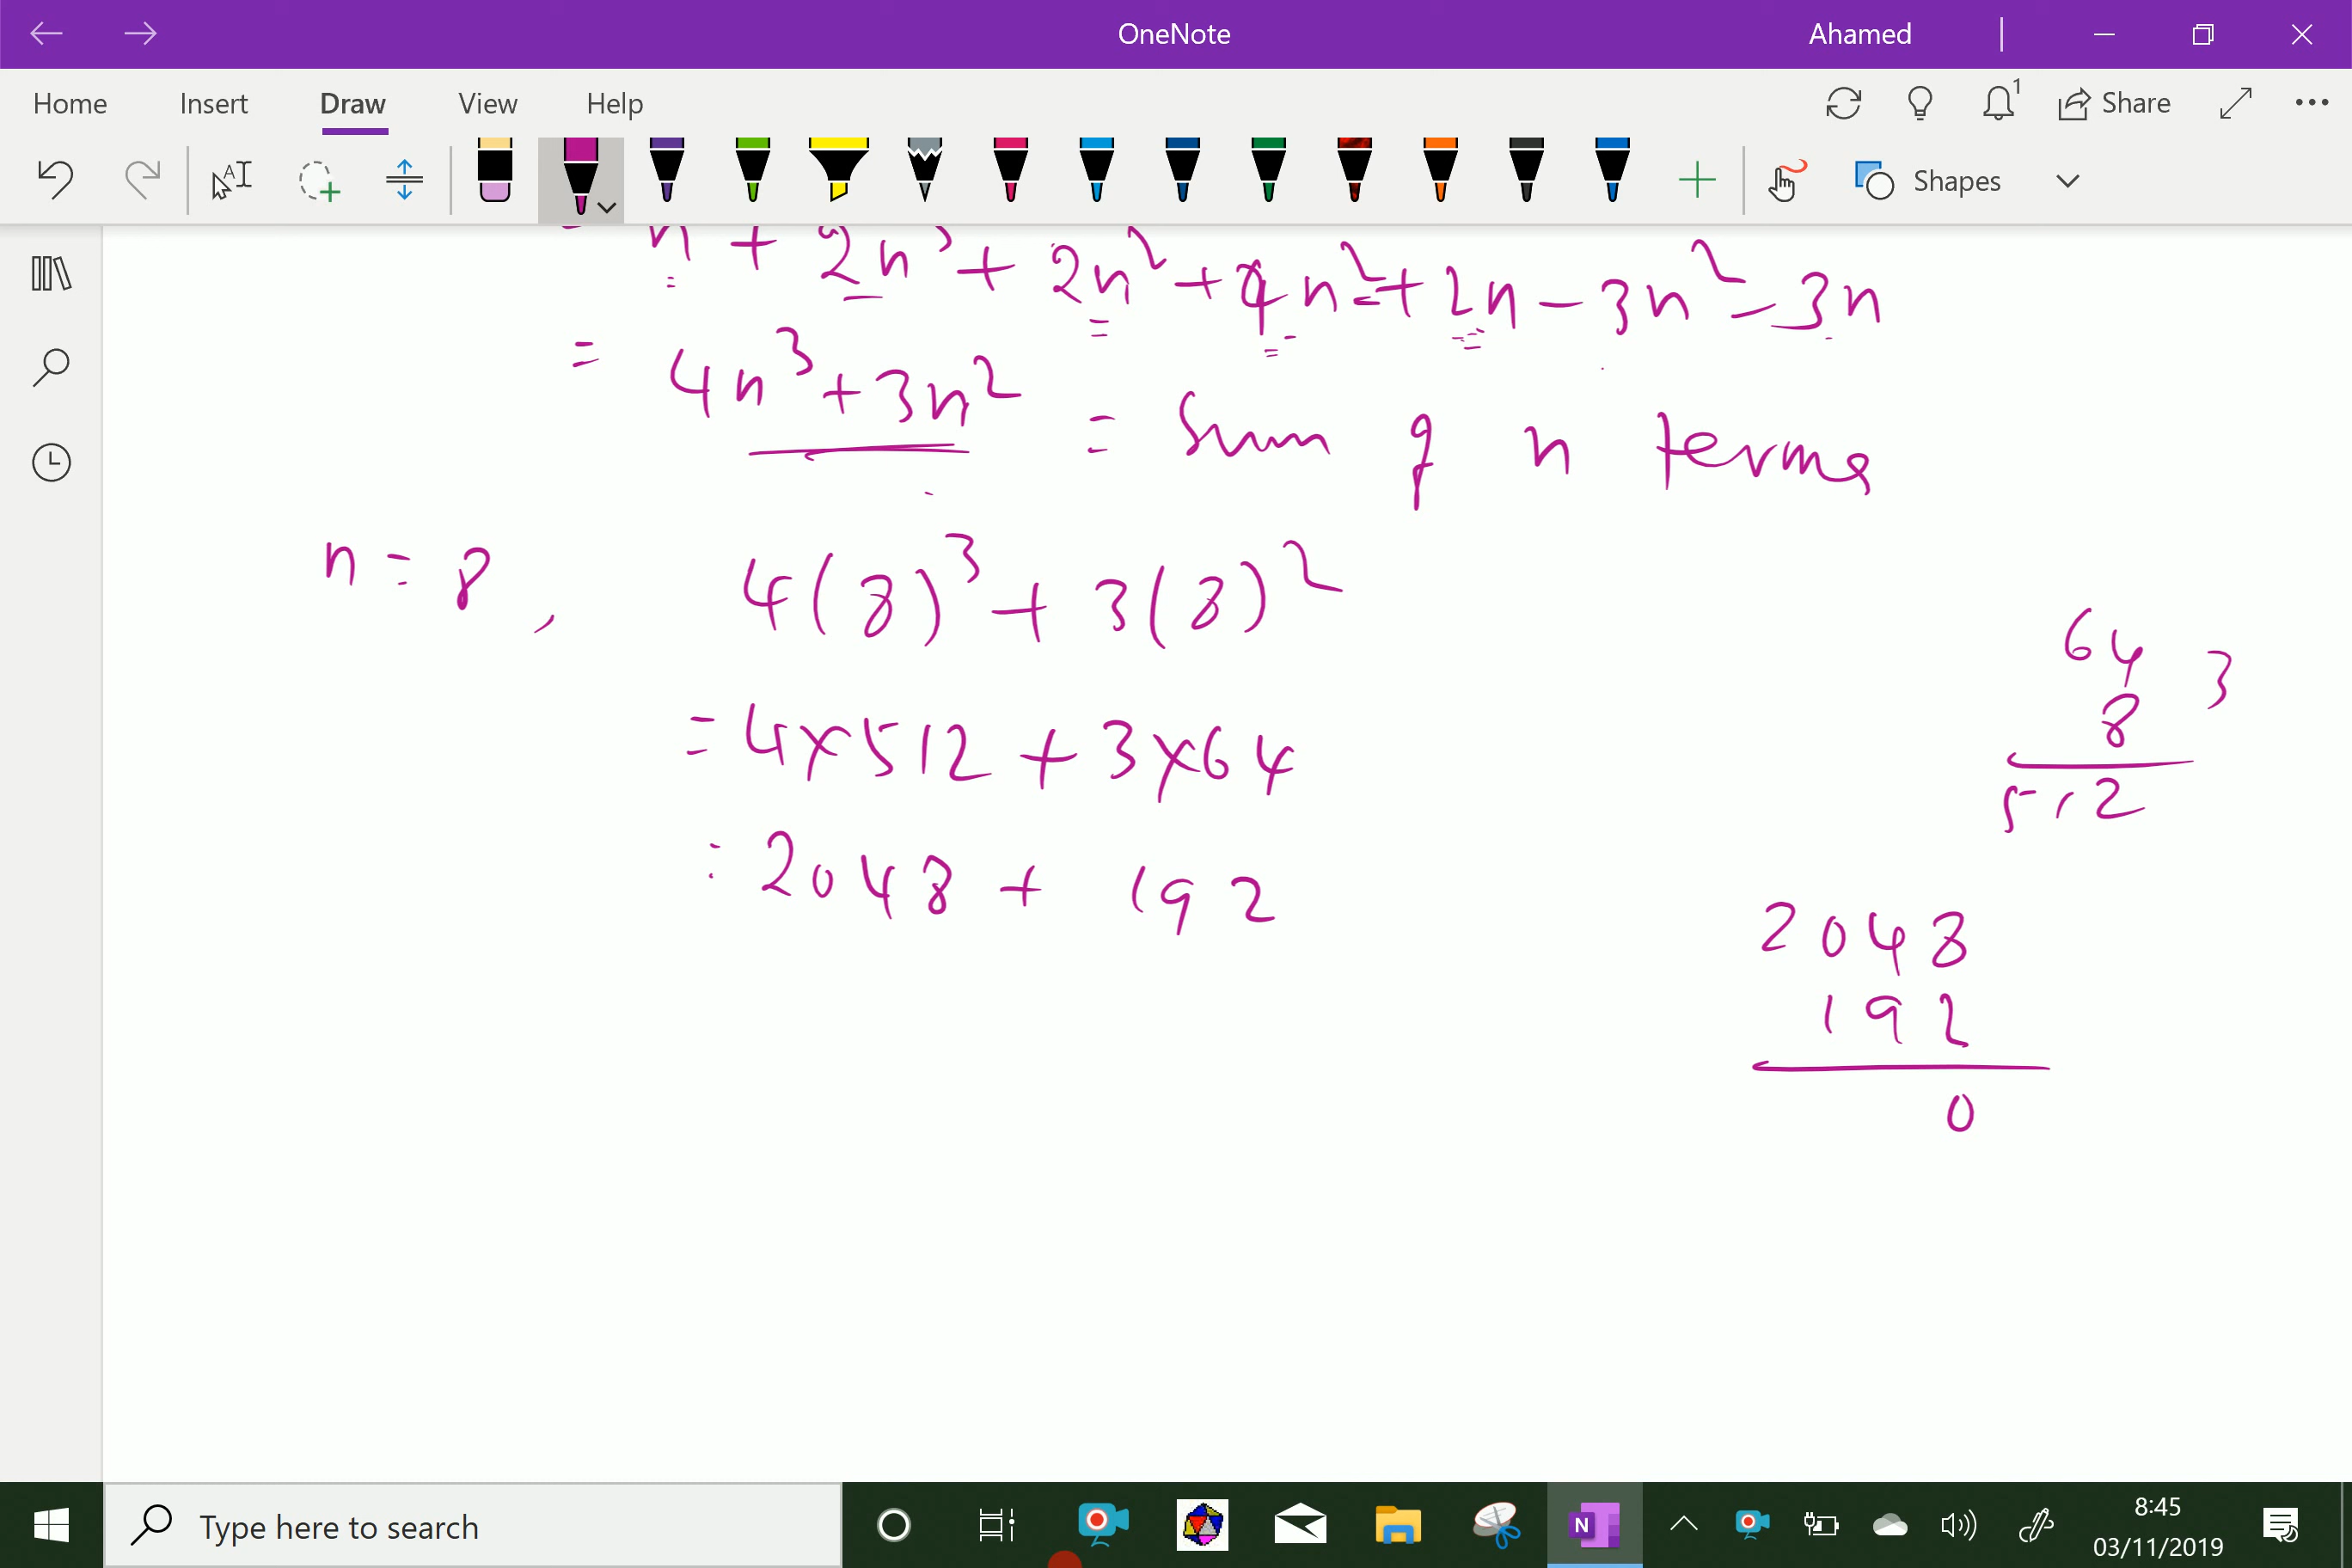 OneNote
Ahamed
Home Insert Draw View Help
1
Share
Shapes
= n + 2n³ + 2n² + 4n² + 2n − 3n² − 3n
= 4n³ + 3n² = Sum of n terms
n = 8, 4(8)³ + 3(8)²
= 4×512 + 3×64
= 2048 + 192
64 3
8
512
2048
192
0
Type here to search
N
8:45
03/11/2019